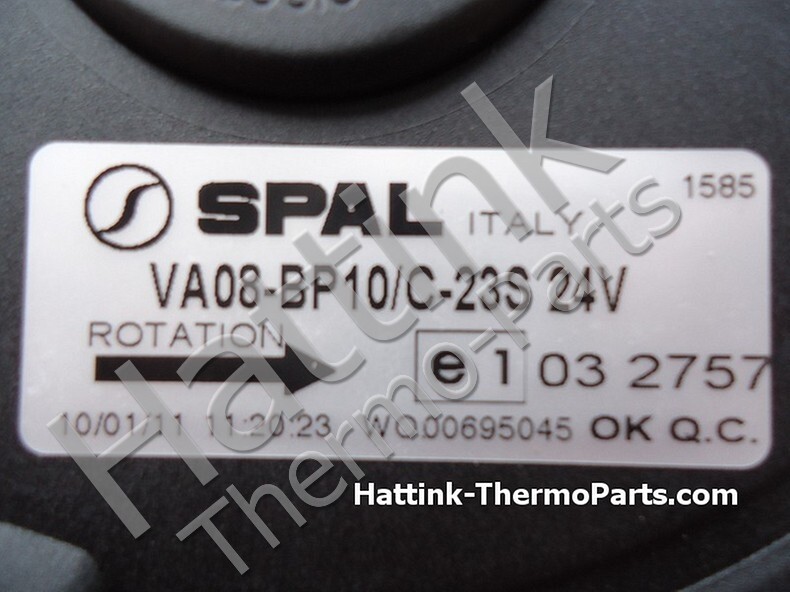 SPAL ITALY 1585
VA08-BP10/C-23S 24V
ROTATION
e1 03 2757
10/01/11 11:20:23 WO.00695045 OK Q.C.
Hattink
Thermo-Parts
Hattink-ThermoParts.com